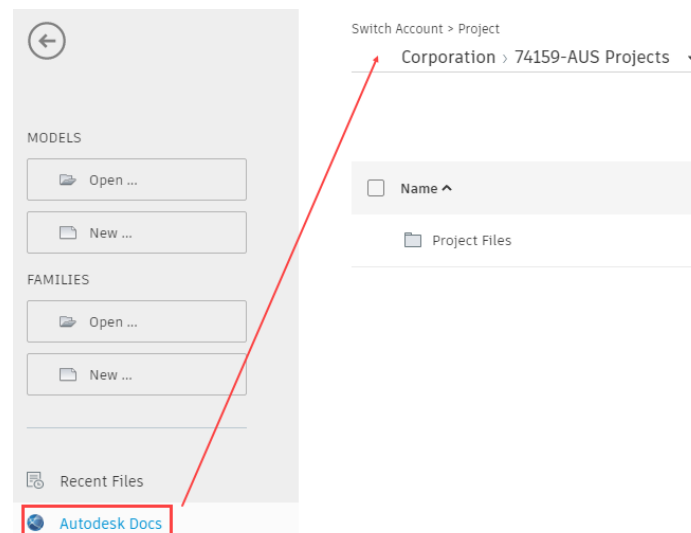 MODELS
Open ...
New ...
FAMILIES
Open ...
New ...
Recent Files
Autodesk Docs
Switch Account > Project
Corporation › 74159-AUS Projects
Name
Project Files